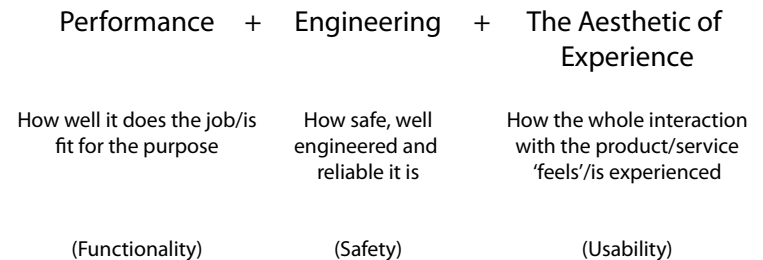 Performance + Engineering + The Aesthetic of
Experience
How well it does the job/is
fit for the purpose
How safe, well
engineered and
reliable it is
How the whole interaction
with the product/service
‘feels’/is experienced
(Functionality)
(Safety)
(Usability)